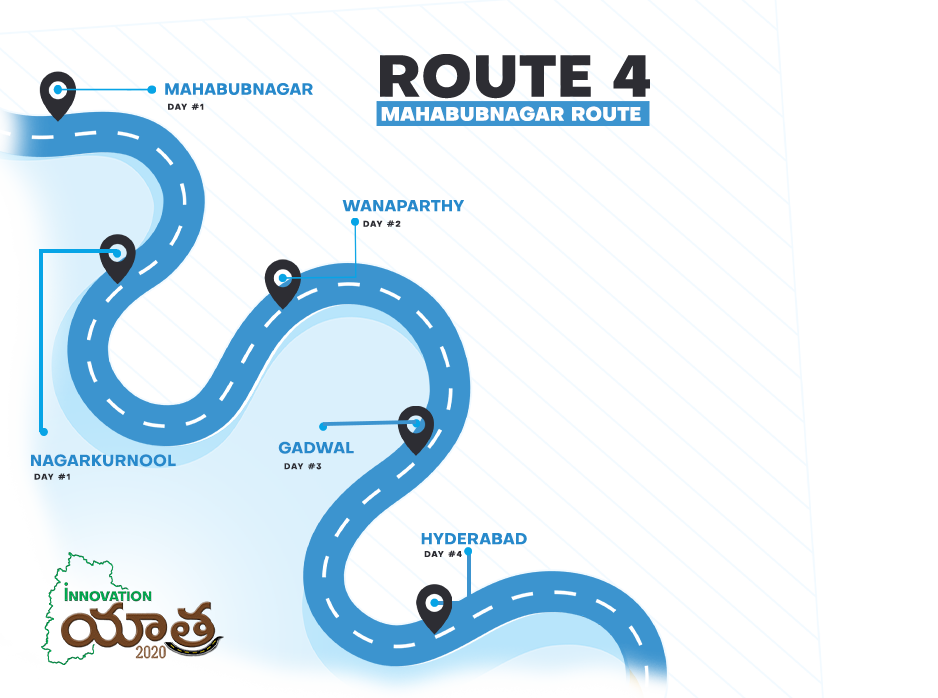 ROUTE 4
MAHABUBNAGAR ROUTE
MAHABUBNAGAR
DAY #1
WANAPARTHY
DAY #2
GADWAL
DAY #3
NAGARKURNOOL
DAY #1
HYDERABAD
DAY #4
iNNOVATION
యాత్ర
2020